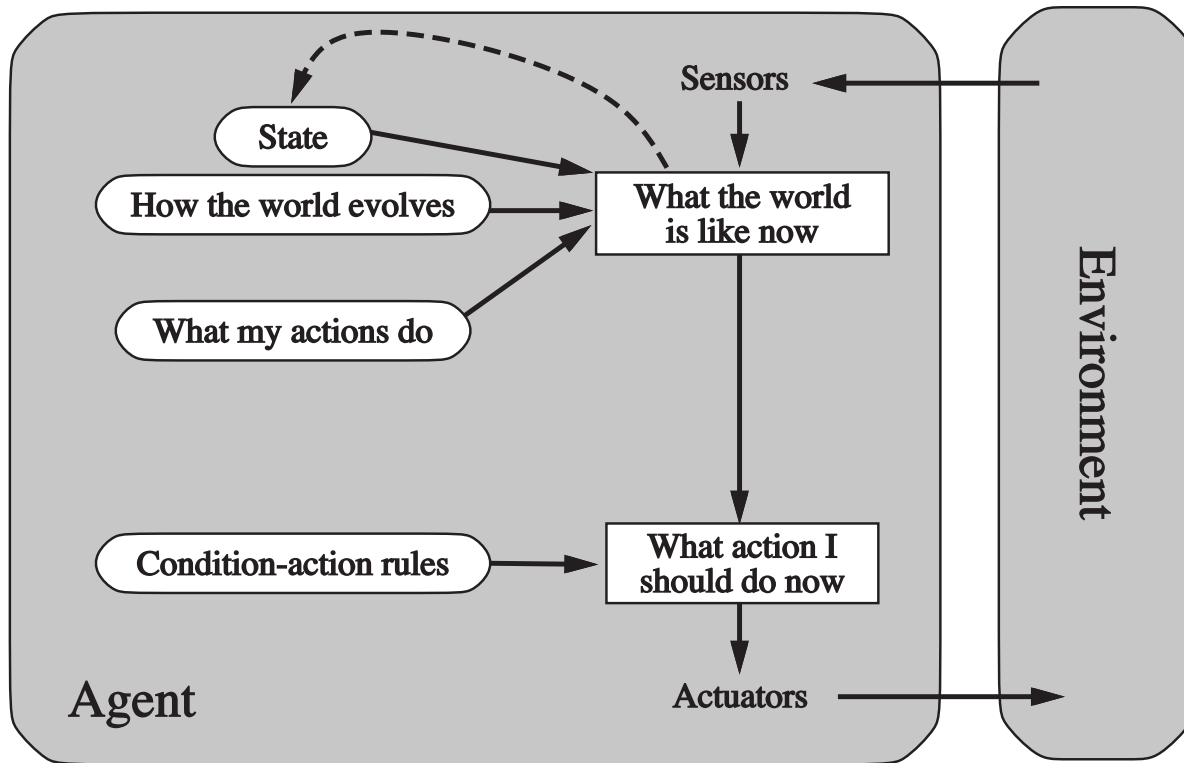 Sensors
State
What the world
is like now
How the world evolves
What my actions do
Environment
Condition-action rules
What action I
should do now
Agent
Actuators